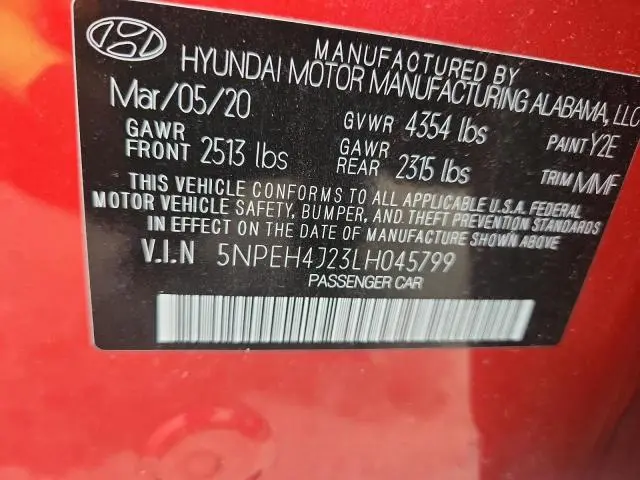 MANUFACTURED BY
HYUNDAI MOTOR MANUFACTURING ALABAMA, LLC
Mar/05/20 GVWR 4354 lbs PAINT Y2E
GAWR FRONT 2513 lbs GAWR REAR 2315 lbs TRIM MMF
THIS VEHICLE CONFORMS TO ALL APPLICABLE U.S.A. FEDERAL
MOTOR VEHICLE SAFETY, BUMPER, AND THEFT PREVENTION STANDARDS
IN EFFECT ON THE DATE OF MANUFACTURE SHOWN ABOVE
V.I.N 5NPEH4J23LH045799
PASSENGER CAR